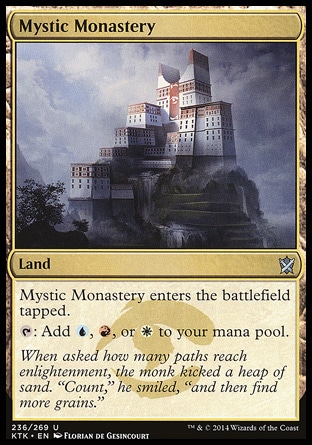 Mystic Monastery
Land
Mystic Monastery enters the battlefield
tapped.
: Add , , or to your mana pool.
When asked how many paths reach
enlightenment, the monk kicked a heap of
sand. “Count,” he smiled, “and then find
more grains.”
236/269 U
KTK • EN Florian de Gesincourt
™ & © 2014 Wizards of the Coast